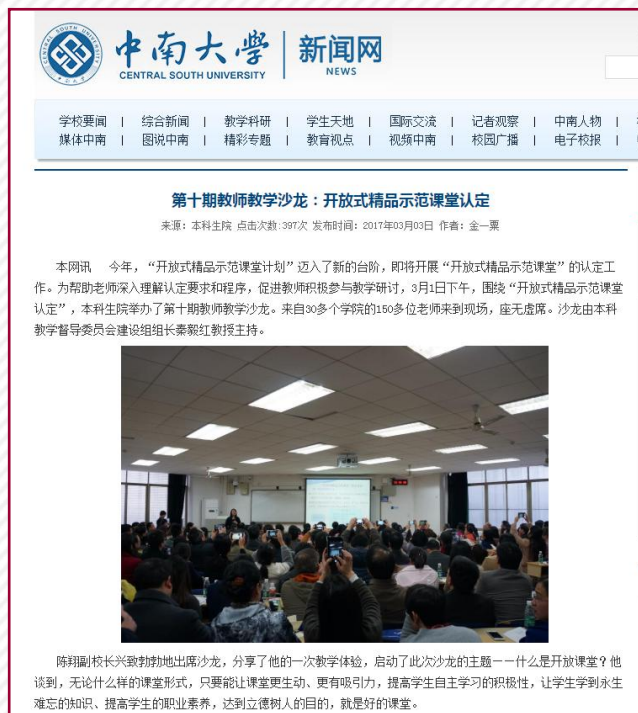 中南大学
CENTRAL SOUTH UNIVERSITY
新闻网
NEWS
学校要闻 | 综合新闻 | 教学科研 | 学生天地 | 国际交流 | 记者观察 | 中南人物 |
媒体中南 | 图说中南 | 精彩专题 | 教育视点 | 视频中南 | 校园广播 | 电子校报 |
第十期教师教学沙龙：开放式精品示范课堂认定
来源：本科生院 点击次数:397次 发布时间：2017年03月03日 作者：金一粟
本网讯 今年，“开放式精品示范课堂计划”迈入了新的台阶，即将开展“开放式精品示范课堂”的认定工
作。为帮助老师深入理解认定要求和程序，促进教师积极参与教学研讨，3月1日下午，围绕“开放式精品示范课堂
认定”，本科生院举办了第十期教师教学沙龙。来自30多个学院的150多位老师来到现场，座无虚席。沙龙由本科
教学督导委员会建设组组长秦毅红教授主持。
陈翔副校长兴致勃勃地出席沙龙，分享了他的一次教学体验，启动了此次沙龙的主题——什么是开放课堂？他
谈到，无论什么样的课堂形式，只要能让课堂更生动、更有吸引力，提高学生自主学习的积极性，让学生学到永生
难忘的知识、提高学生的职业素养，达到立德树人的目的，就是好的课堂。